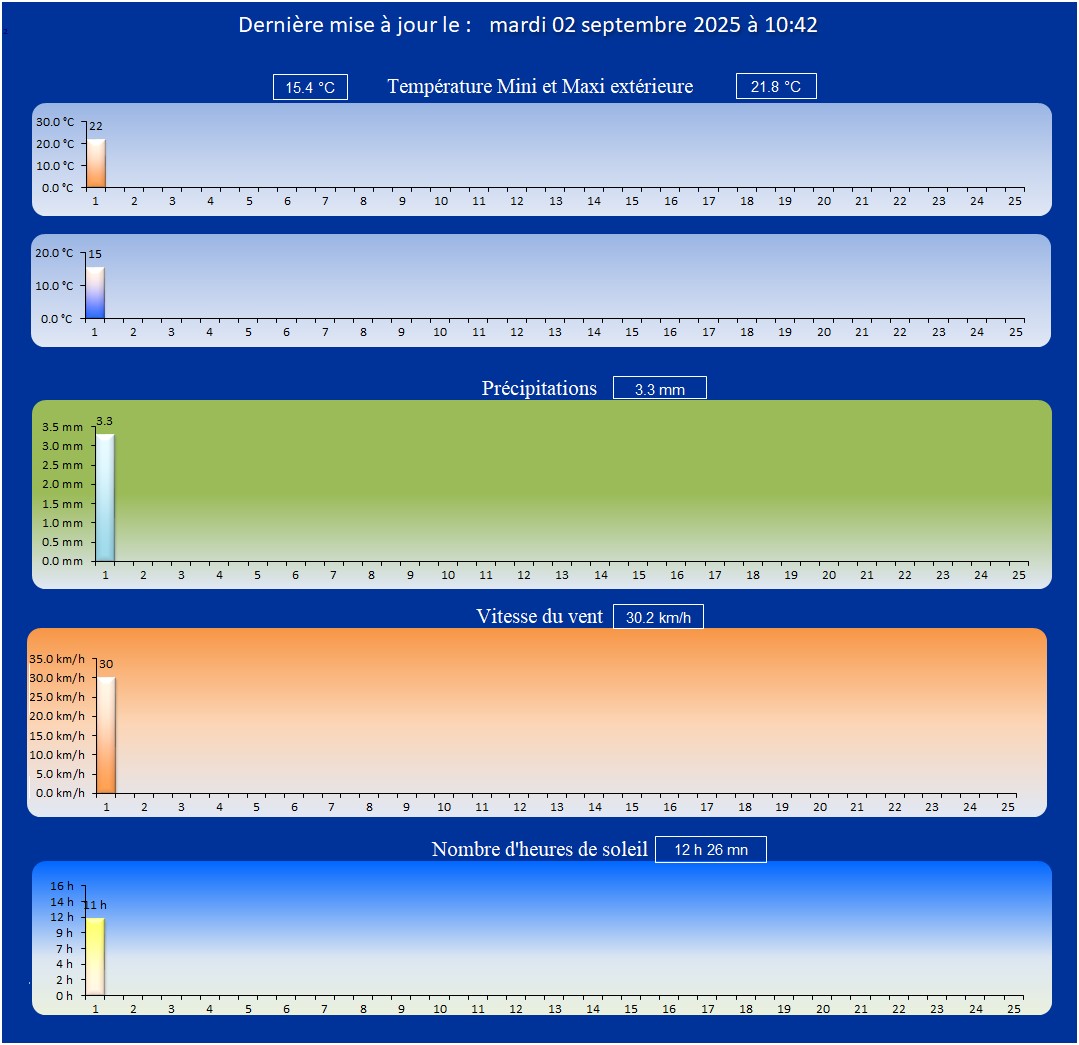 Dernière mise à jour le : mardi 02 septembre 2025 à 10:42
15.4 °C Température Mini et Maxi extérieure 21.8 °C
30.0 °C
22
20.0 °C
10.0 °C
0.0 °C
1 2 3 4 5 6 7 8 9 10 11 12 13 14 15 16 17 18 19 20 21 22 23 24 25
20.0 °C
15
10.0 °C
0.0 °C
1 2 3 4 5 6 7 8 9 10 11 12 13 14 15 16 17 18 19 20 21 22 23 24 25
Précipitations 3.3 mm
3.3
3.5 mm
3.0 mm
2.5 mm
2.0 mm
1.5 mm
1.0 mm
0.5 mm
0.0 mm
1 2 3 4 5 6 7 8 9 10 11 12 13 14 15 16 17 18 19 20 21 22 23 24 25
Vitesse du vent 30.2 km/h
35.0 km/h
30
30.0 km/h
25.0 km/h
20.0 km/h
15.0 km/h
10.0 km/h
5.0 km/h
0.0 km/h
1 2 3 4 5 6 7 8 9 10 11 12 13 14 15 16 17 18 19 20 21 22 23 24 25
Nombre d'heures de soleil 12 h 26 mn
16 h
14 h
11 h
12 h
9 h
7 h
4 h
2 h
0 h
1 2 3 4 5 6 7 8 9 10 11 12 13 14 15 16 17 18 19 20 21 22 23 24 25